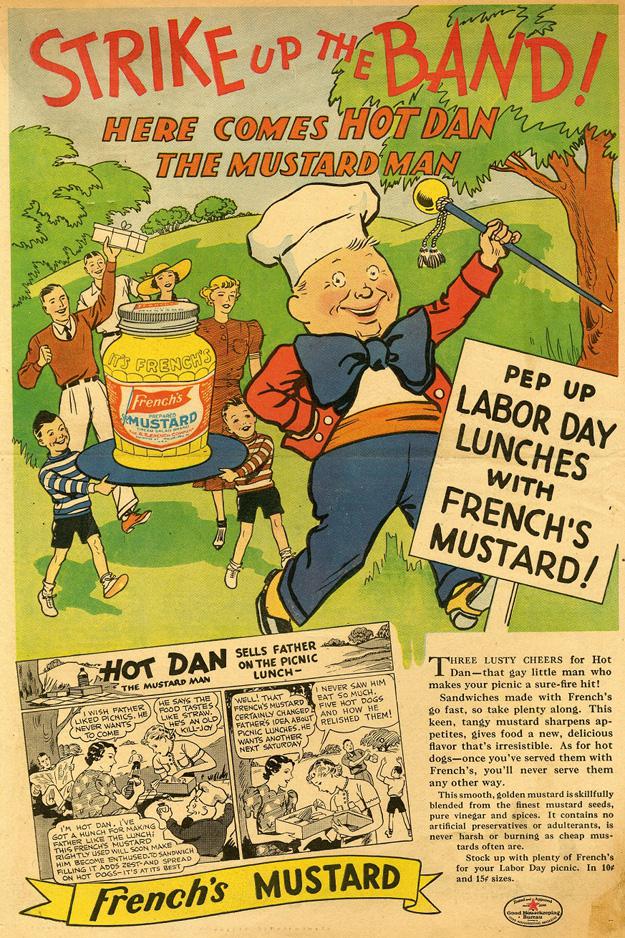 STRIKE UP THE BAND!
HERE COMES HOT DAN
THE MUSTARD MAN
IT'S FRENCH'S
French's
PREPARED
MUSTARD
CREAM SALAD BRAND
PEP UP
LABOR DAY
LUNCHES
WITH
FRENCH'S
MUSTARD!
HOT DAN
THE MUSTARD MAN
SELLS FATHER
ON THE PICNIC
LUNCH—
I WISH FATHER
LIKED PICNICS. HE
NEVER WANTS
TO COME
HE SAYS THE
FOOD TASTES
LIKE STRAW.
HE'S AN OLD
KILL-JOY
I'M HOT DAN. I'VE
GOT A HUNCH FOR MAKING
FATHER LIKE THE LUNCH!
THIS FRENCH'S MUSTARD
RIGHTLY USED WILL SOON MAKE
HIM BECOME ENTHUSED. TO SANDWICH
FILLING IT ADDS ZEST—AND SPREAD
ON HOT DOGS—IT'S AT ITS BEST
WELL! THAT
FRENCH'S MUSTARD
CERTAINLY CHANGED
FATHER'S IDEA ABOUT
PICNIC LUNCHES. HE
WANTS ANOTHER
NEXT SATURDAY
I NEVER SAW HIM
EAT SO MUCH.
FIVE HOT DOGS
AND HOW HE
RELISHED THEM!
THREE LUSTY CHEERS for Hot
Dan—that gay little man who
makes your picnic a sure-fire hit!
Sandwiches made with French's
go fast, so take plenty along. This
keen, tangy mustard sharpens ap-
petites, gives food a new, delicious
flavor that's irresistible. As for hot
dogs—once you've served them with
French's, you'll never serve them
any other way.
This smooth, golden mustard is skillfully
blended from the finest mustard seeds,
pure vinegar and spices. It contains no
artificial preservatives or adulterants, is
never harsh or burning as cheap mus-
tards often are.
Stock up with plenty of French's
for your Labor Day picnic. In 10¢
and 15¢ sizes.
French's MUSTARD
Tested and Approved
Good Housekeeping
Bureau